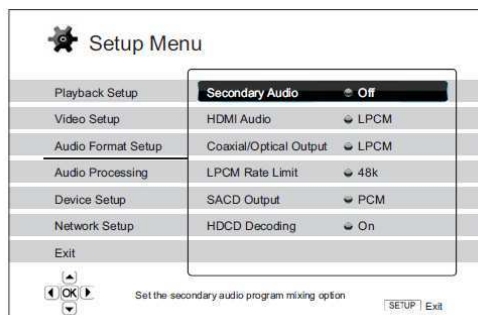 Setup Menu
Playback Setup
Video Setup
Audio Format Setup
Audio Processing
Device Setup
Network Setup
Exit
Secondary Audio Off
HDMI Audio LPCM
Coaxial/Optical Output LPCM
LPCM Rate Limit 48k
SACD Output PCM
HDCD Decoding On
OK
Set the secondary audio program mixing option
SETUP Exit